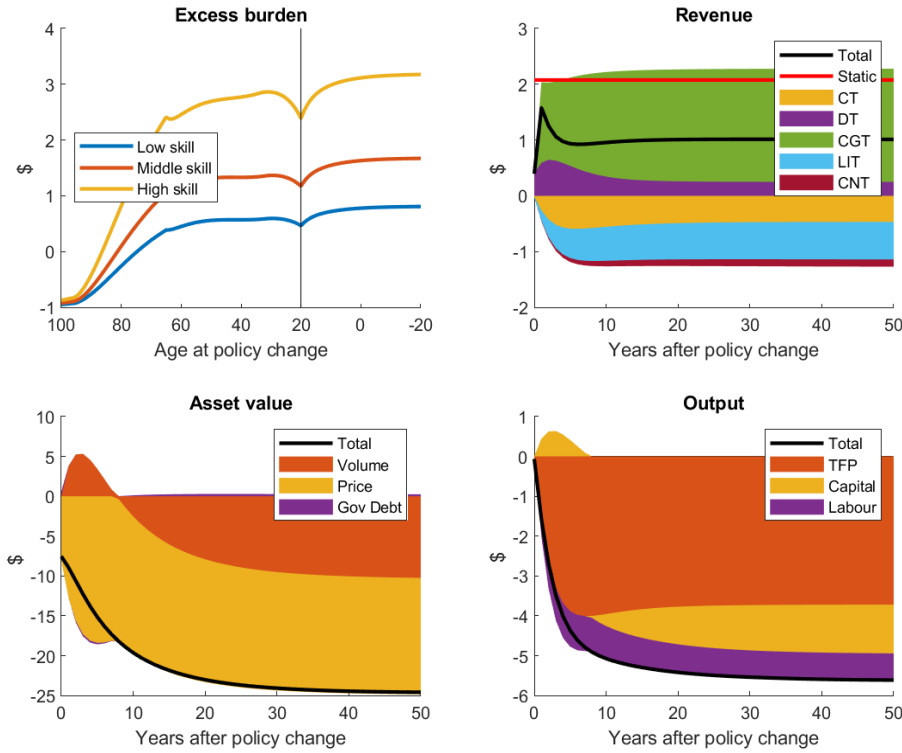 Excess burden
4
3
2
1
0
-1
$
Low skill
Middle skill
High skill
100 80 60 40 20 0 -20
Age at policy change
Revenue
3
2
1
0
-1
-2
$
Total
Static
CT
DT
CGT
LIT
CNT
0 10 20 30 40 50
Years after policy change
Asset value
10
5
0
-5
-10
-15
-20
-25
$
Total
Volume
Price
Gov Debt
0 10 20 30 40 50
Years after policy change
Output
1
0
-1
-2
-3
-4
-5
-6
$
Total
TFP
Capital
Labour
0 10 20 30 40 50
Years after policy change